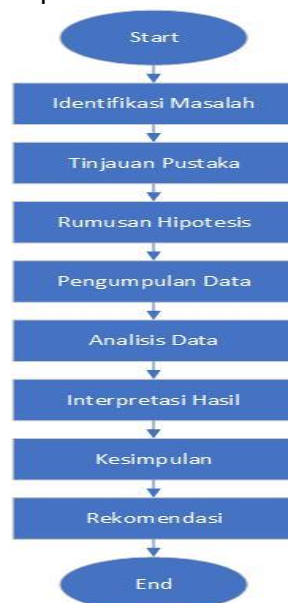 Start
Identifikasi Masalah
Tinjauan Pustaka
Rumusan Hipotesis
Pengumpulan Data
Analisis Data
Interpretasi Hasil
Kesimpulan
Rekomendasi
End